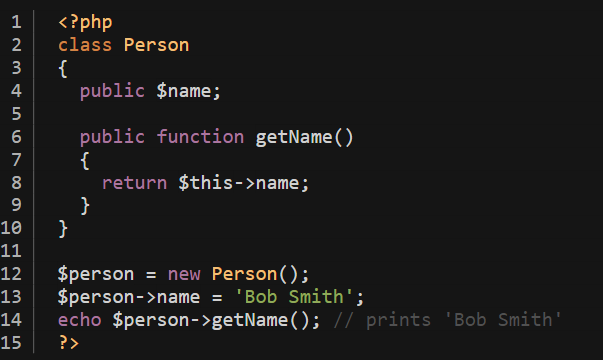 1 <?php
2 class Person
3 {
4   public $name;
5
6   public function getName()
7   {
8     return $this->name;
9   }
10 }
11
12 $person = new Person();
13 $person->name = 'Bob Smith';
14 echo $person->getName(); // prints 'Bob Smith'
15 ?>